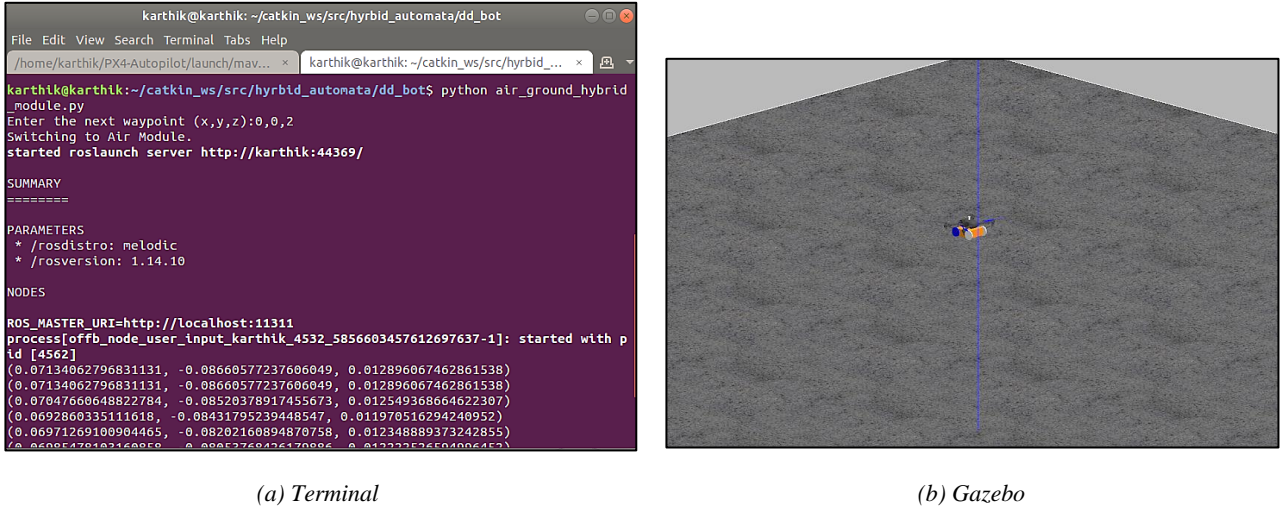 karthik@karthik: ~/catkin_ws/src/hyrbid_automata/dd_bot
File Edit View Search Terminal Tabs Help
/home/karthik/PX4-Autopilot/launch/mav... × karthik@karthik: ~/catkin_ws/src/hyrbid_... ×
karthik@karthik:~/catkin_ws/src/hyrbid_automata/dd_bot$ python air_ground_hybrid
_module.py
Enter the next waypoint (x,y,z):0,0,2
Switching to Air Module.
started roslaunch server http://karthik:44369/
SUMMARY
========
PARAMETERS
* /rosdistro: melodic
* /rosversion: 1.14.10
NODES
ROS_MASTER_URI=http://localhost:11311
process[offb_node_user_input_karthik_4532_5856603457612697637-1]: started with p
id [4562]
(0.07134062796831131, -0.08660577237606049, 0.012896067462861538)
(0.07134062796831131, -0.08660577237606049, 0.012896067462861538)
(0.07047660648822784, -0.08520378917455673, 0.012549368664622307)
(0.0692860335111618, -0.08431795239448547, 0.011970516294240952)
(0.06971269100904465, -0.08202160894870758, 0.012348889373242855)
(a) Terminal
(b) Gazebo